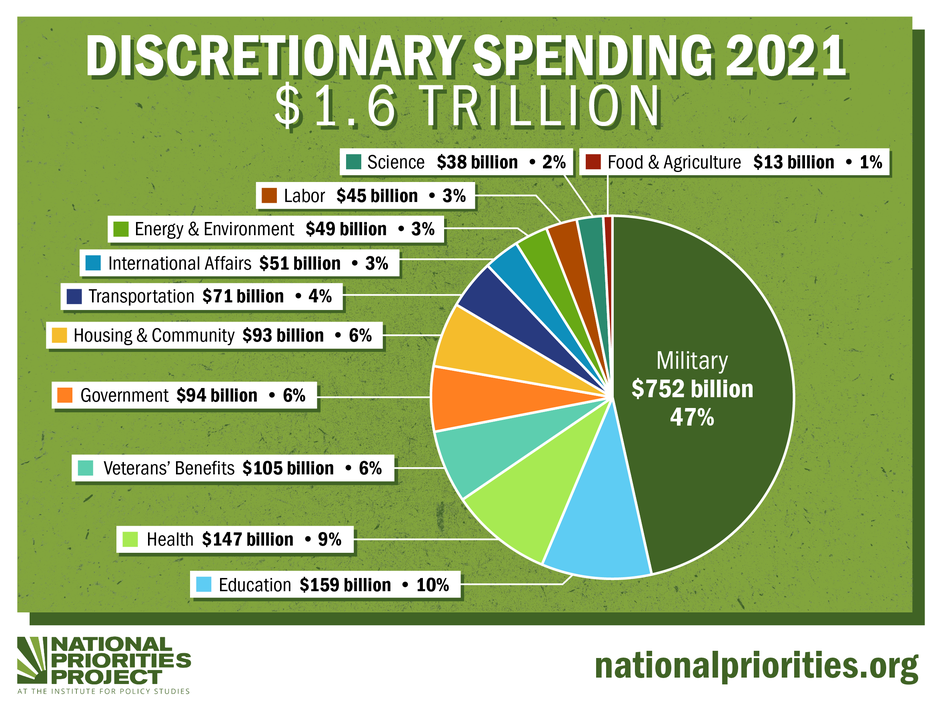 DISCRETIONARY SPENDING 2021
$1.6 TRILLION
Science $38 billion • 2%
Food & Agriculture $13 billion • 1%
Labor $45 billion • 3%
Energy & Environment $49 billion • 3%
International Affairs $51 billion • 3%
Transportation $71 billion • 4%
Housing & Community $93 billion • 6%
Government $94 billion • 6%
Veterans’ Benefits $105 billion • 6%
Health $147 billion • 9%
Education $159 billion • 10%
Military
$752 billion
47%
NATIONAL
PRIORITIES
PROJECT
AT THE INSTITUTE FOR POLICY STUDIES
nationalpriorities.org